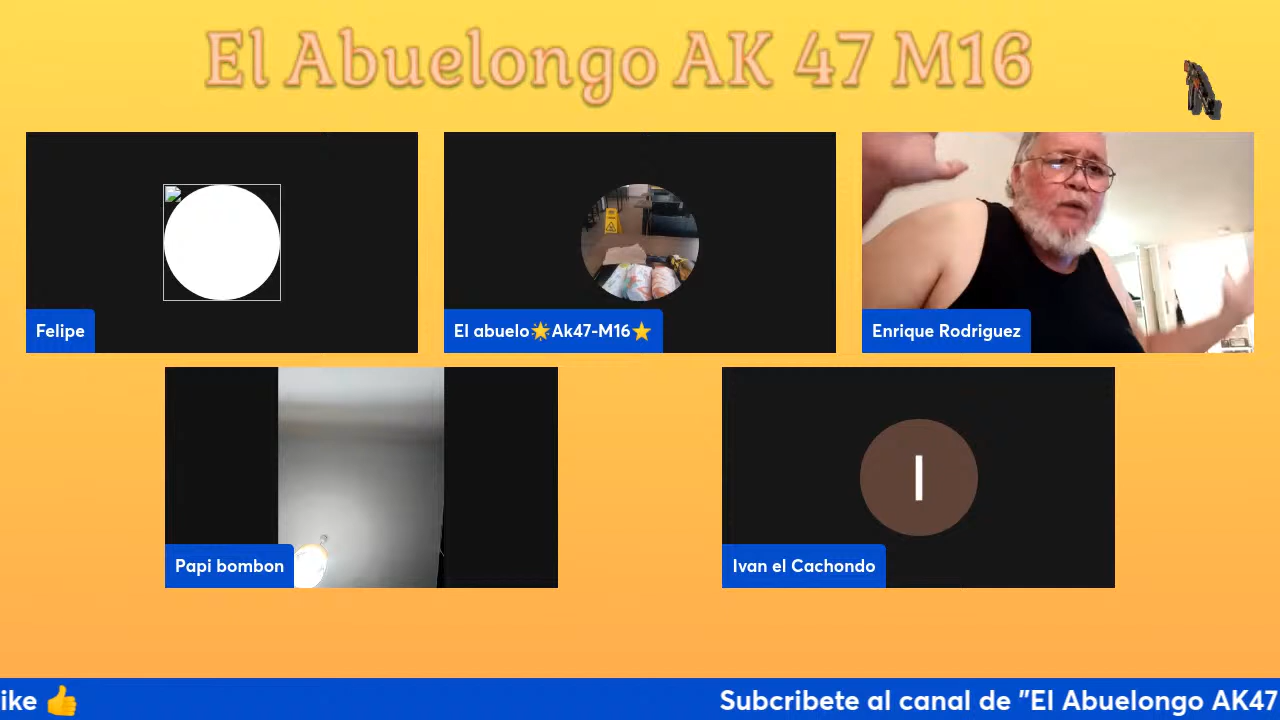 El Abuelongo AK 47 M16
Felipe
El abuelo🌟Ak47-M16⭐
Enrique Rodriguez
Papi bombon
I
Ivan el Cachondo
ike 👍
Subcribete al canal de "El Abuelongo AK47